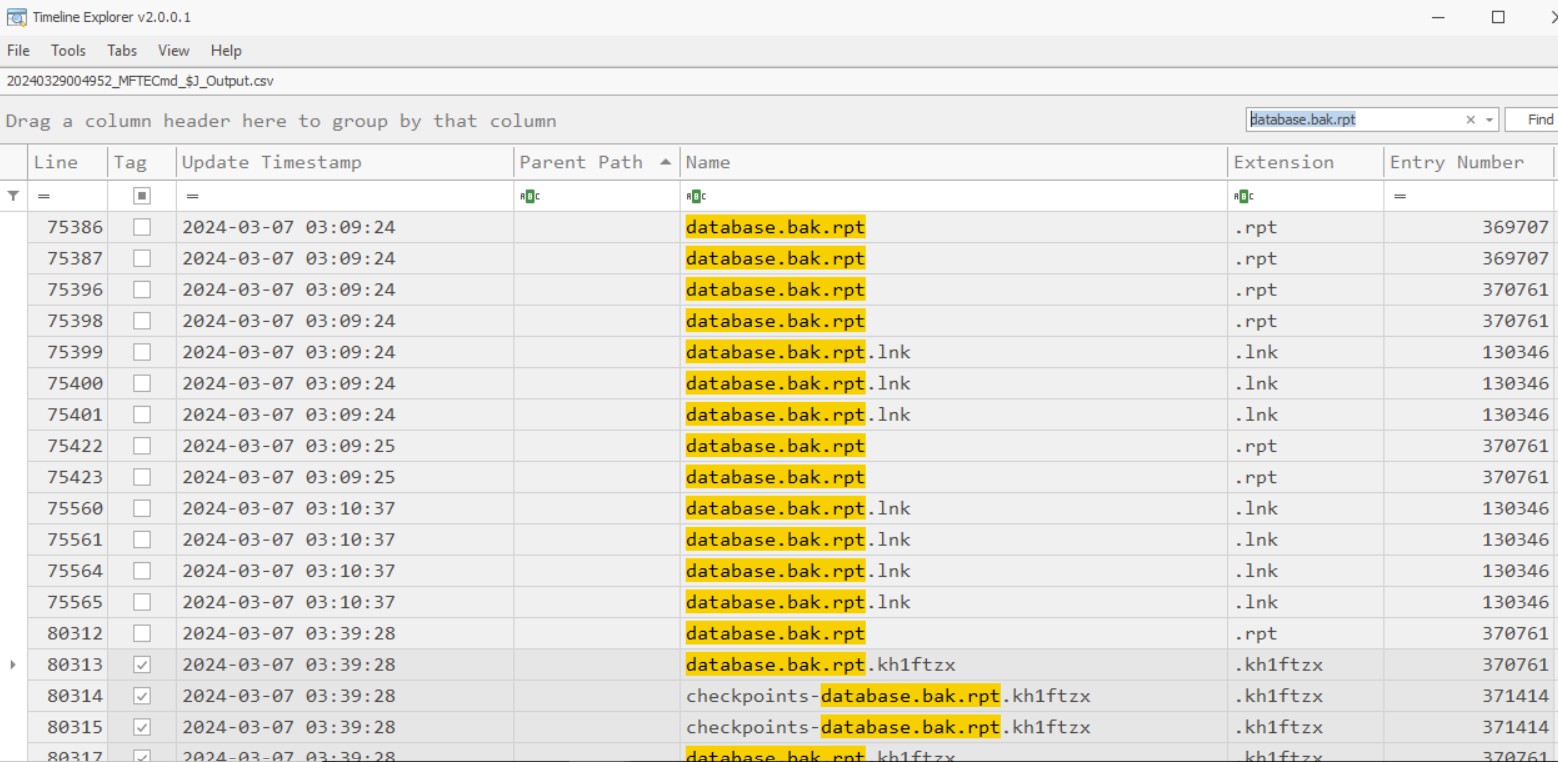 Timeline Explorer v2.0.0.1
File Tools Tabs View Help
20240329004952_MFTECmd_$J_Output.csv
Drag a column header here to group by that column
database.bak.rpt Find
Line Tag Update Timestamp Parent Path Name Extension Entry Number
= = ABC ABC ABC =
75386 2024-03-07 03:09:24 database.bak.rpt .rpt 369707
75387 2024-03-07 03:09:24 database.bak.rpt .rpt 369707
75396 2024-03-07 03:09:24 database.bak.rpt .rpt 370761
75398 2024-03-07 03:09:24 database.bak.rpt .rpt 370761
75399 2024-03-07 03:09:24 database.bak.rpt.lnk .lnk 130346
75400 2024-03-07 03:09:24 database.bak.rpt.lnk .lnk 130346
75401 2024-03-07 03:09:24 database.bak.rpt.lnk .lnk 130346
75422 2024-03-07 03:09:25 database.bak.rpt .rpt 370761
75423 2024-03-07 03:09:25 database.bak.rpt .rpt 370761
75560 2024-03-07 03:10:37 database.bak.rpt.lnk .lnk 130346
75561 2024-03-07 03:10:37 database.bak.rpt.lnk .lnk 130346
75564 2024-03-07 03:10:37 database.bak.rpt.lnk .lnk 130346
75565 2024-03-07 03:10:37 database.bak.rpt.lnk .lnk 130346
80312 2024-03-07 03:39:28 database.bak.rpt .rpt 370761
80313 2024-03-07 03:39:28 database.bak.rpt.kh1ftzx .kh1ftzx 370761
80314 2024-03-07 03:39:28 checkpoints-database.bak.rpt.kh1ftzx .kh1ftzx 371414
80315 2024-03-07 03:39:28 checkpoints-database.bak.rpt.kh1ftzx .kh1ftzx 371414
80317 2024-03-07 03:39:28 database.bak.rpt.kh1ftzx .kh1ftzx 370761